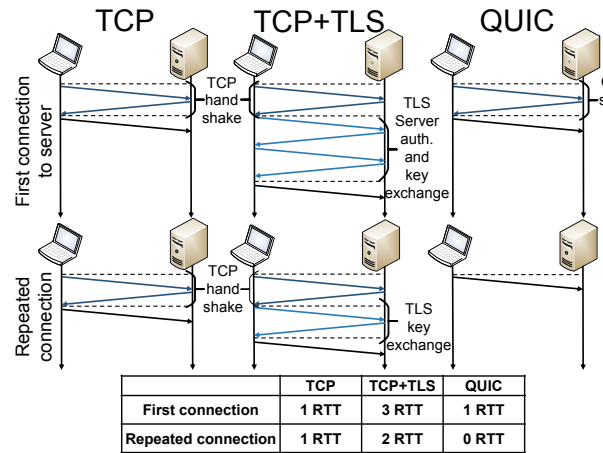 TCP
TCP+TLS
QUIC
First connection
to server
TCP
hand
shake
TLS
Server
auth.
and
key
exchange
Repeated
connection
TCP
hand
shake
TLS
key
exchange
TCP TCP+TLS QUIC
First connection 1 RTT 3 RTT 1 RTT
Repeated connection 1 RTT 2 RTT 0 RTT